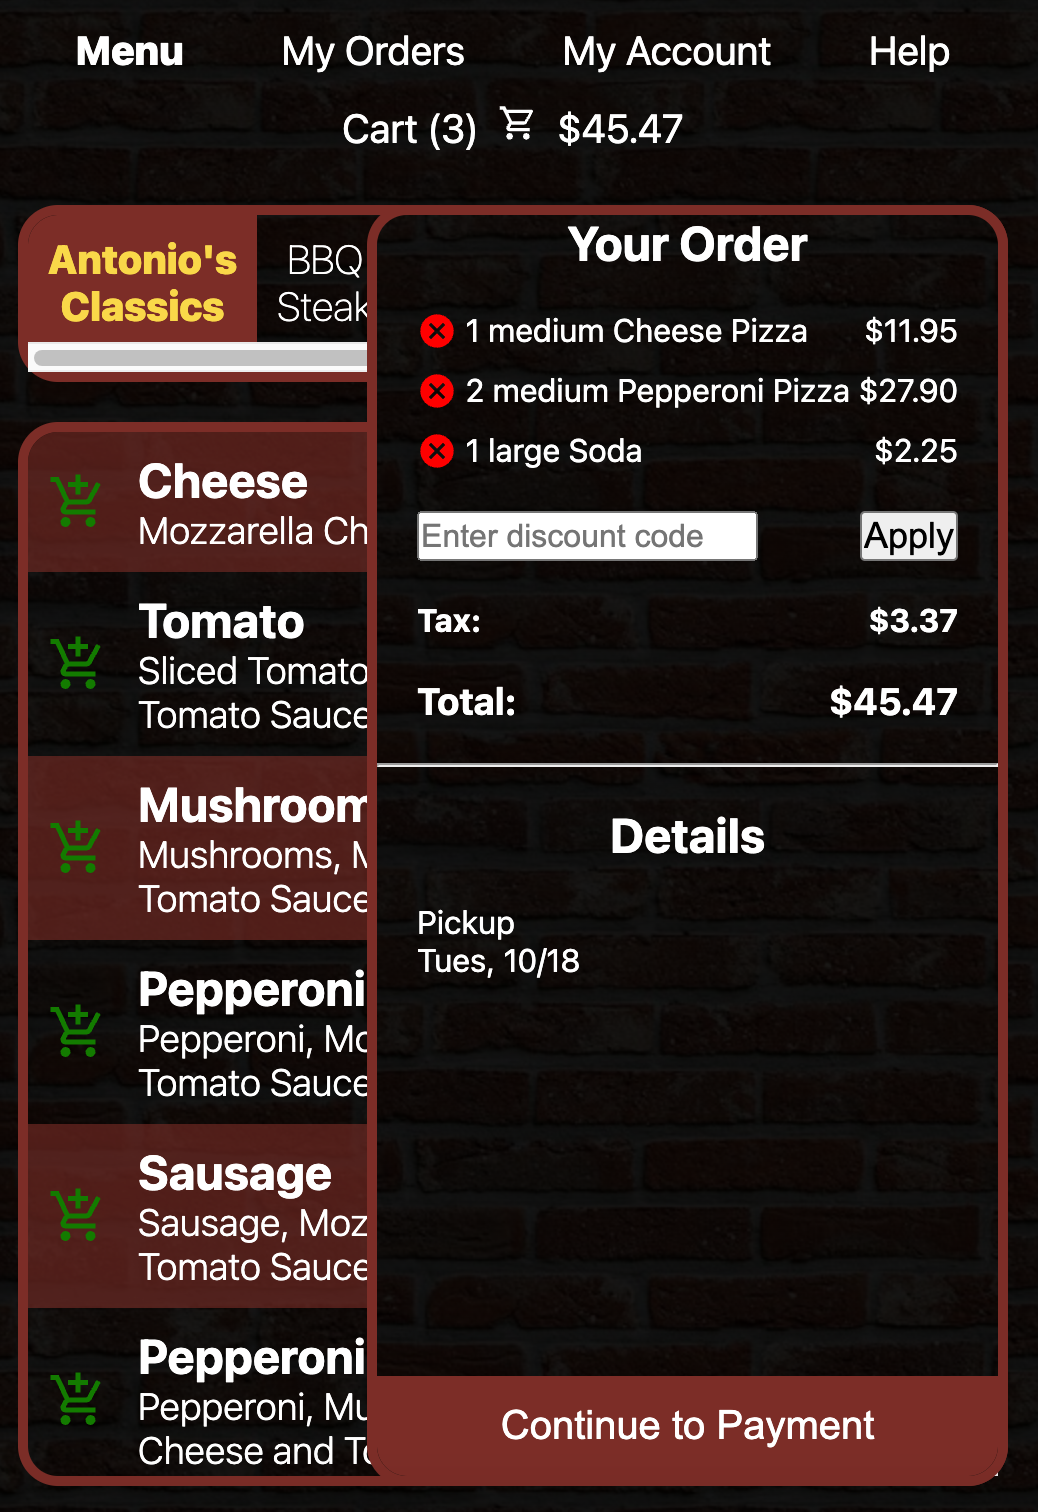 Menu My Orders My Account Help
Cart (3) $45.47
Antonio's
Classics
BBQ
Steak
Cheese
Mozzarella Ch
Tomato
Sliced Tomato
Tomato Sauce
Mushroom
Mushrooms, M
Tomato Sauce
Pepperoni
Pepperoni, Mo
Tomato Sauce
Sausage
Sausage, Moz
Tomato Sauce
Pepperoni
Pepperoni, Mu
Cheese and To
Your Order
1 medium Cheese Pizza $11.95
2 medium Pepperoni Pizza $27.90
1 large Soda $2.25
Enter discount code Apply
Tax: $3.37
Total: $45.47
Details
Pickup
Tues, 10/18
Continue to Payment